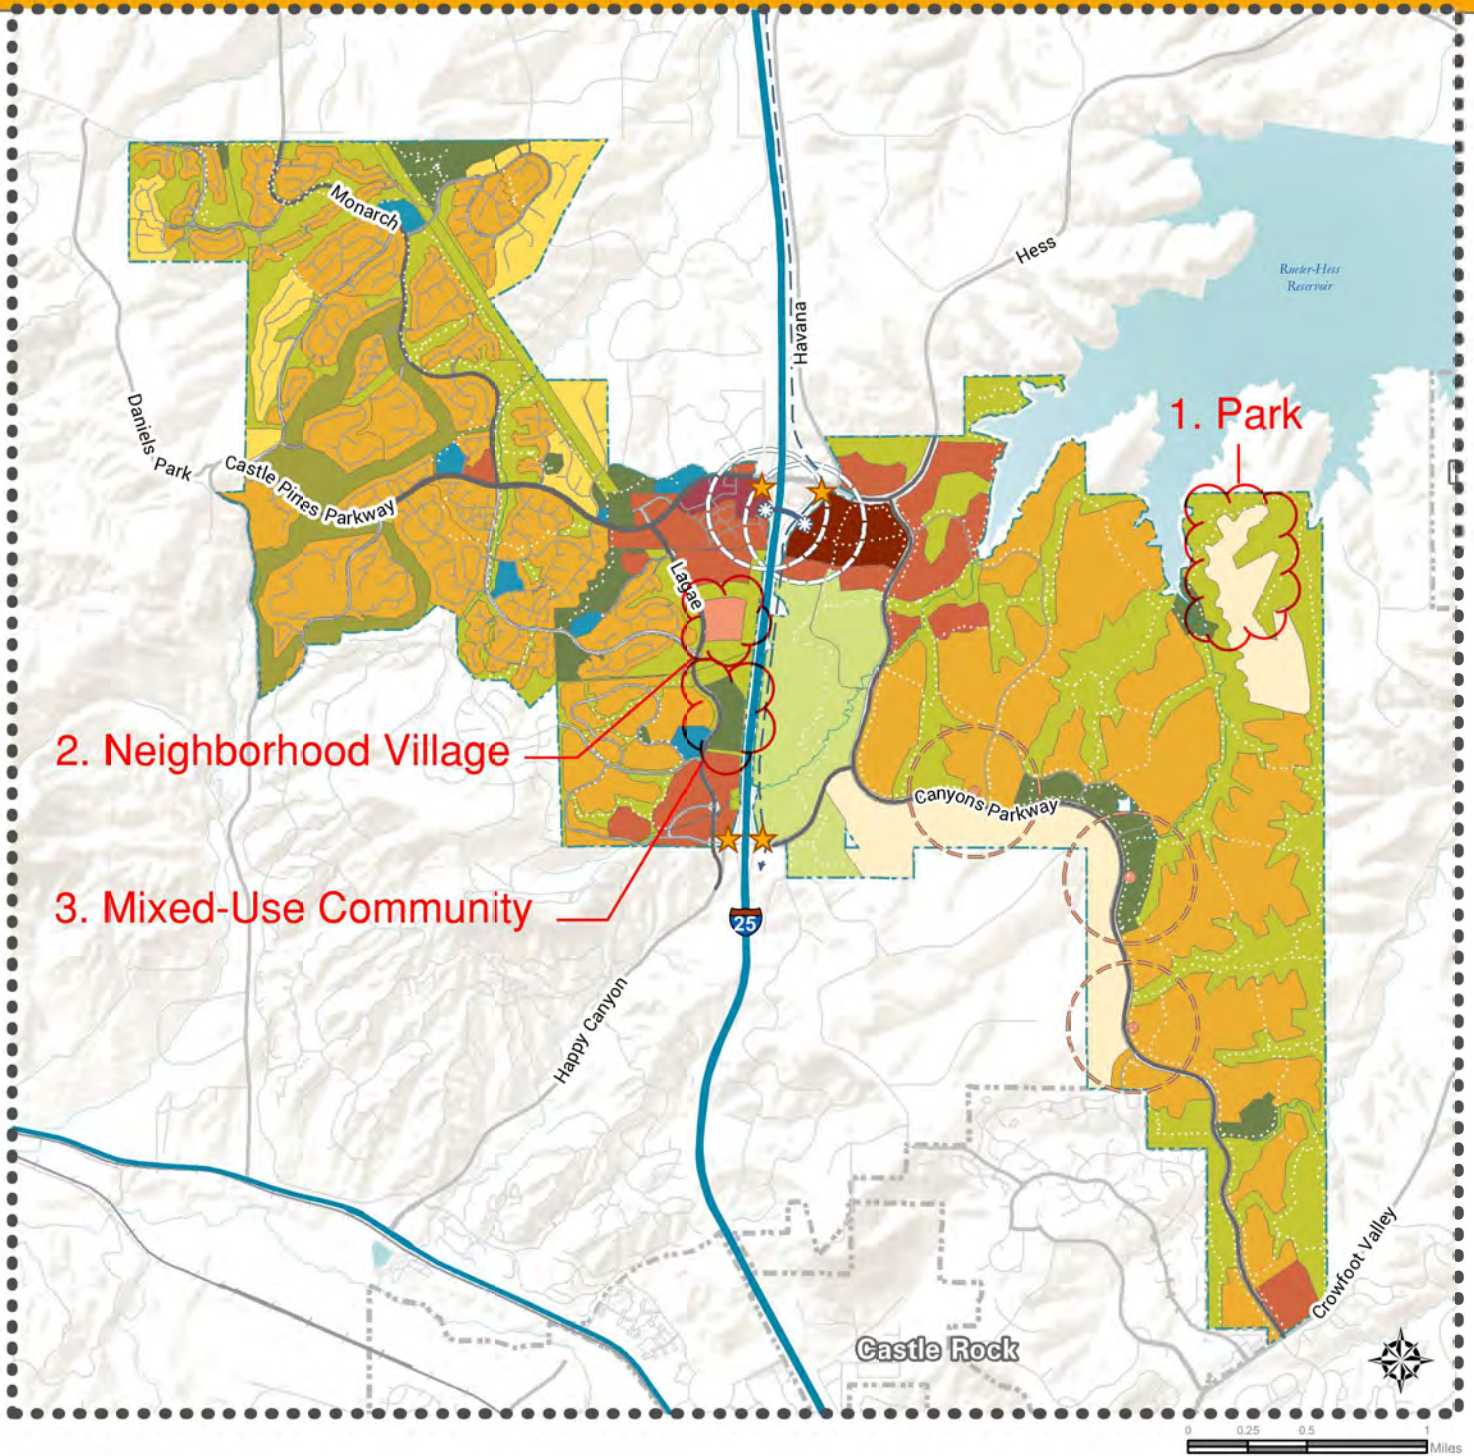 Monarch
Hess
Rueter-Hess
Reservoir
Havana
Daniels Park
1. Park
Castle Pines Parkway
Lagae
2. Neighborhood Village
Canyons Parkway
3. Mixed-Use Community
25
Happy Canyon
Crowfoot Valley
Castle Rock
0 0.25 0.5 1
Miles